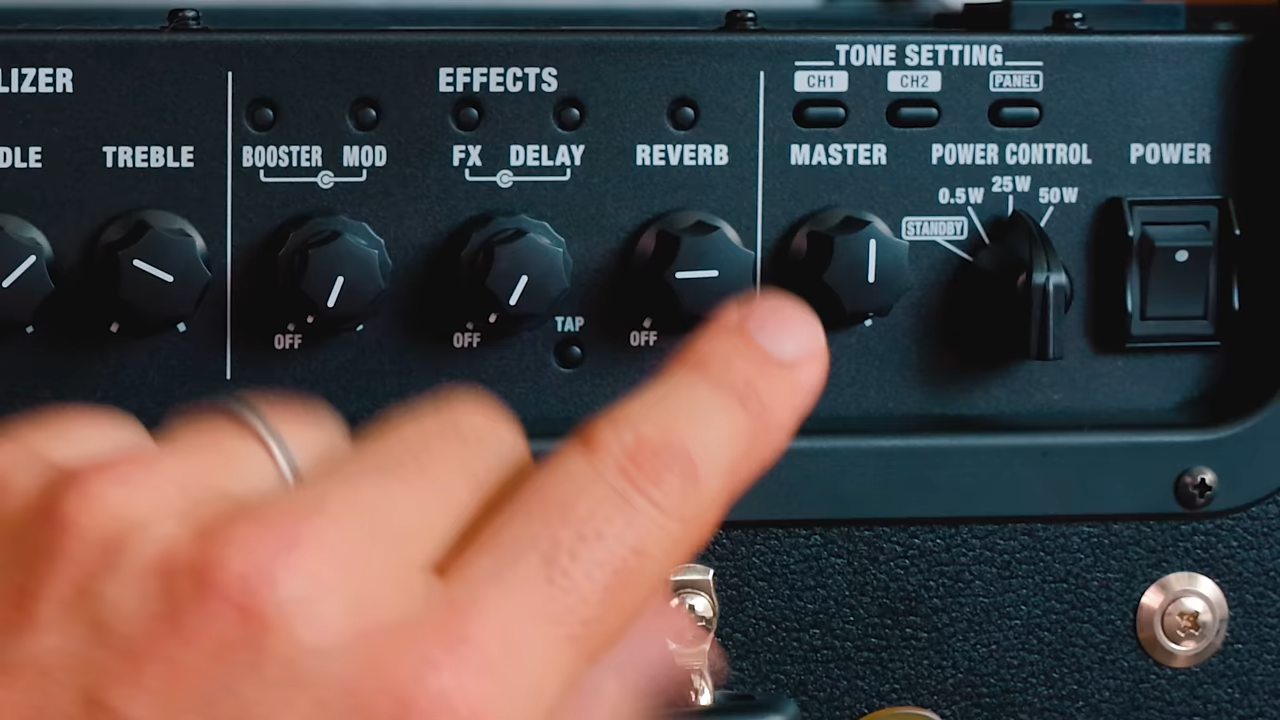 TONE SETTING
LIZER
EFFECTS
CH1 CH2 PANEL
DLE TREBLE BOOSTER MOD FX DELAY REVERB MASTER POWER CONTROL POWER
0.5W 25W 50W
STANDBY
TAP
OFF OFF OFF